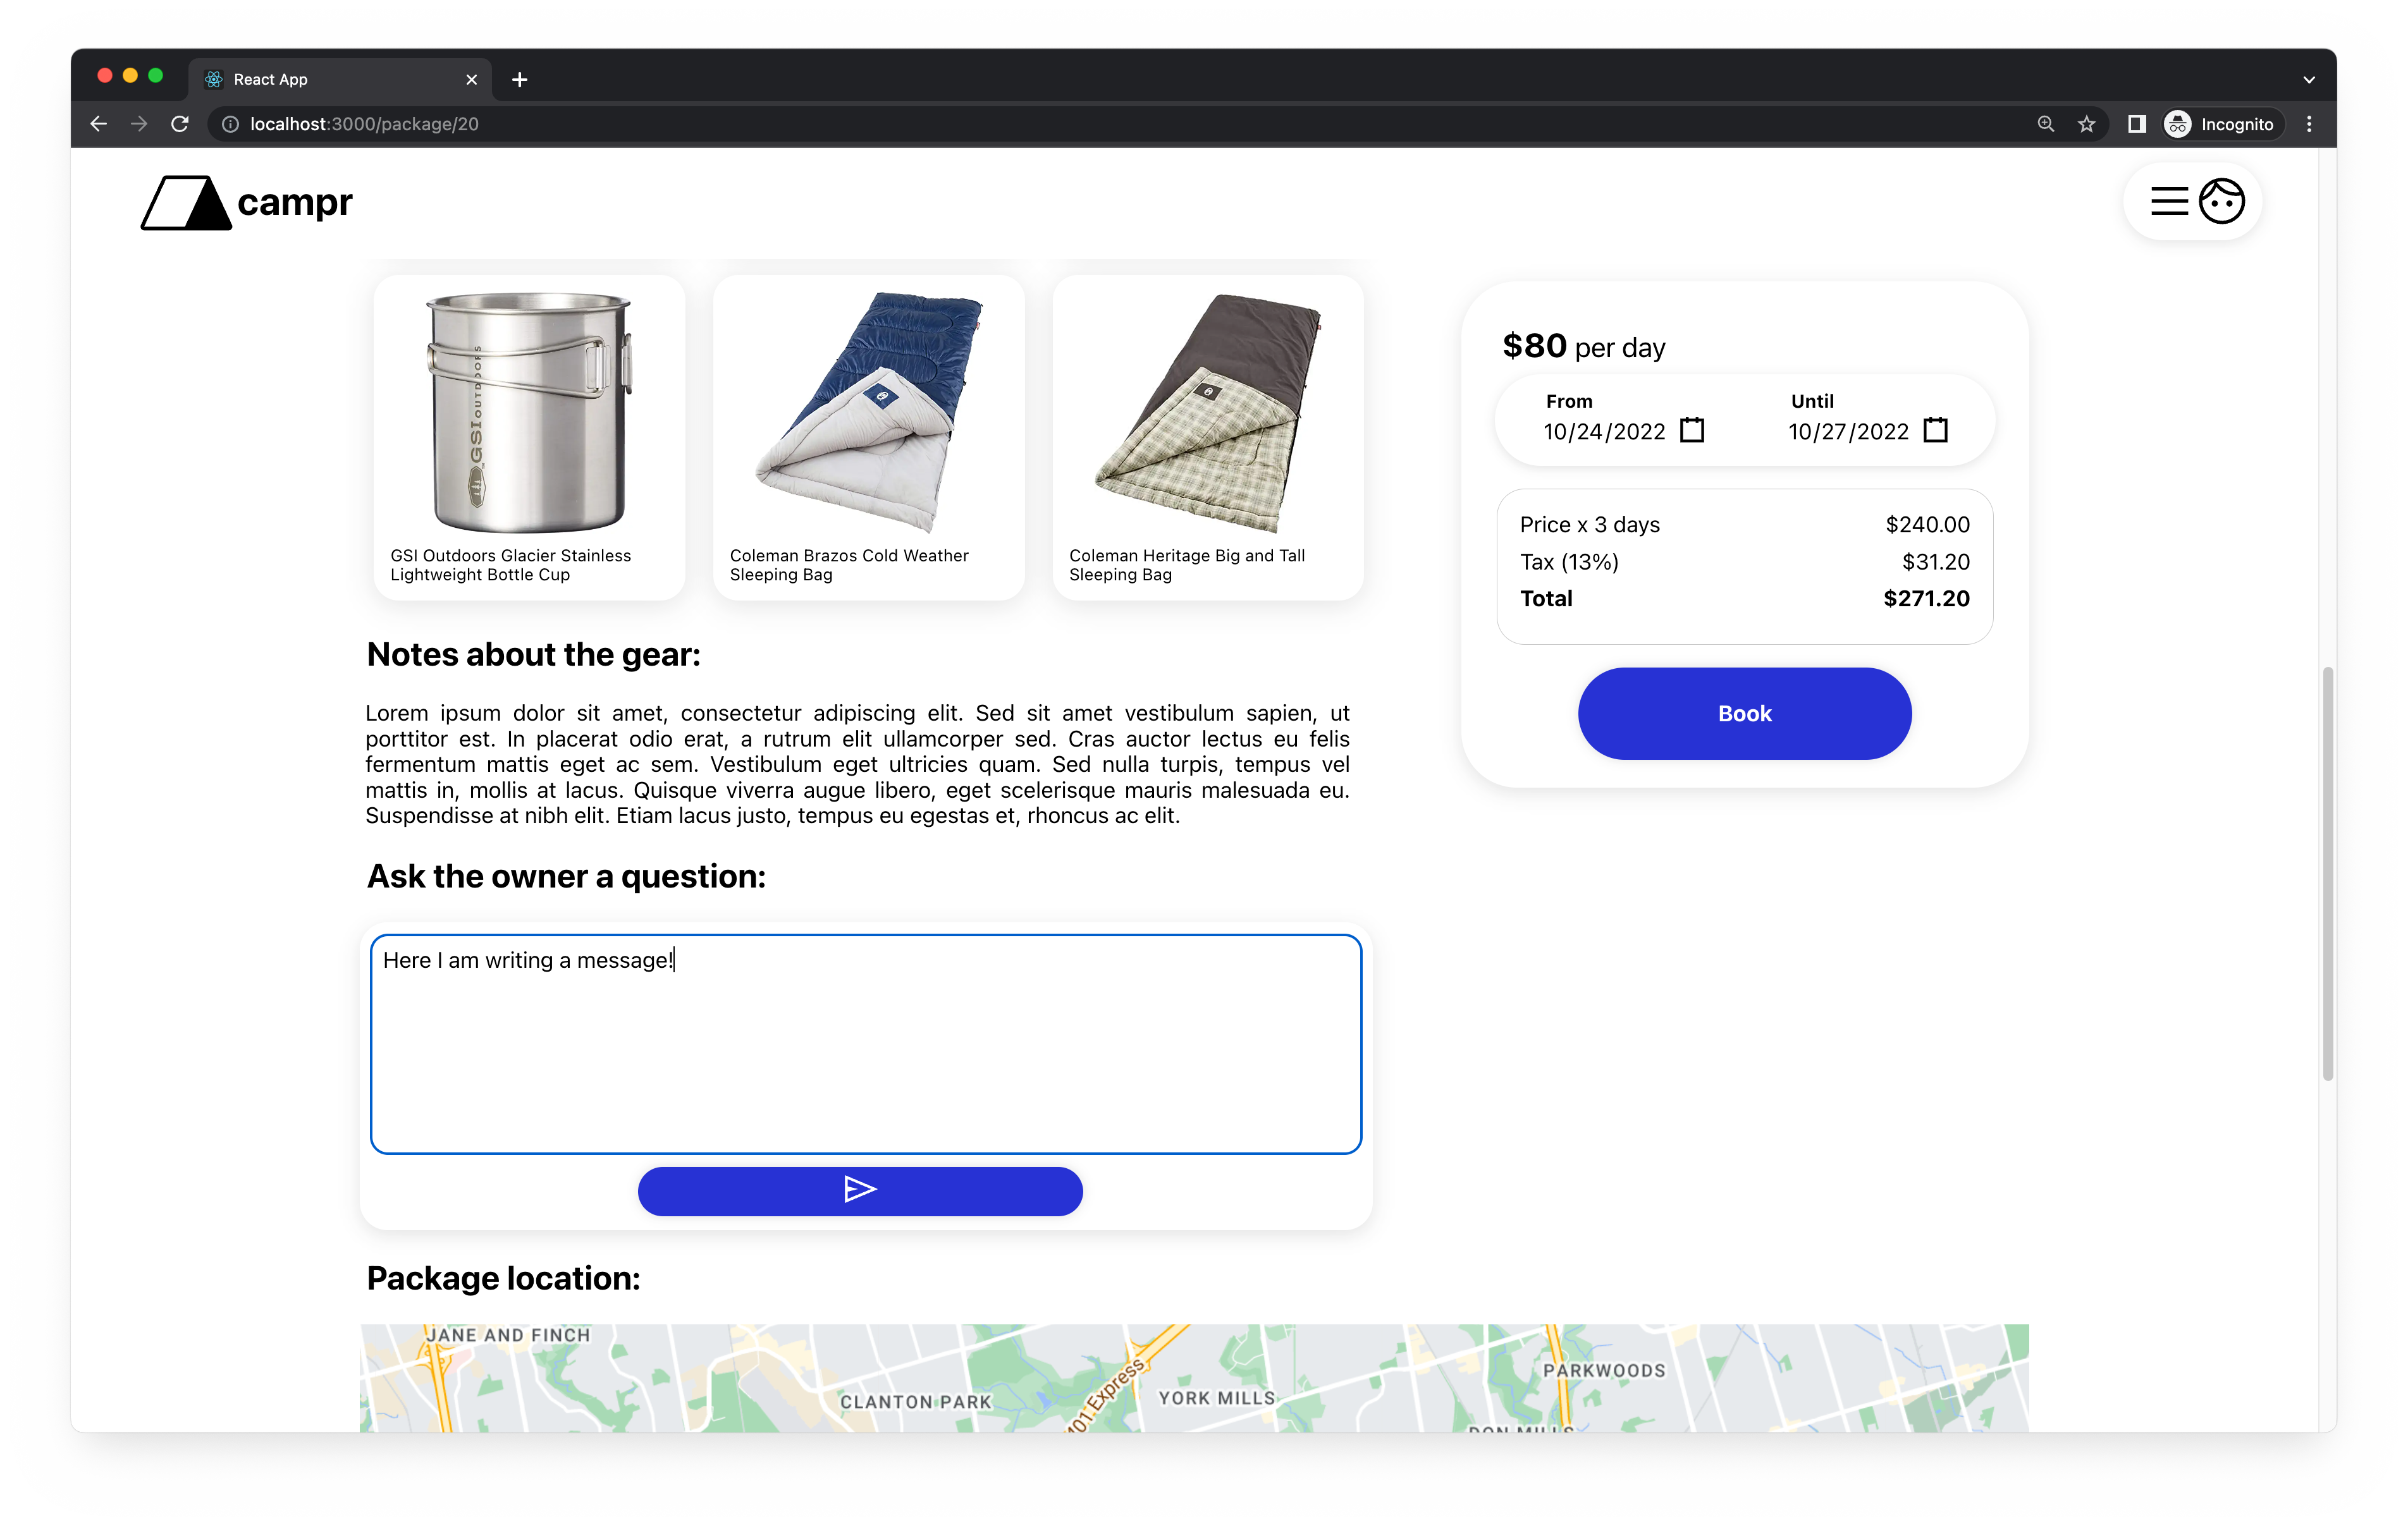 React App
localhost:3000/package/20
Incognito
campr
GSI OUTDOORS
GSI Outdoors Glacier Stainless
Lightweight Bottle Cup
Coleman Brazos Cold Weather
Sleeping Bag
Coleman Heritage Big and Tall
Sleeping Bag
$80 per day
From
Until
10/24/2022
10/27/2022
Price x 3 days $240.00
Tax (13%) $31.20
Total $271.20
Book
Notes about the gear:
Lorem ipsum dolor sit amet, consectetur adipiscing elit. Sed sit amet vestibulum sapien, ut
porttitor est. In placerat odio erat, a rutrum elit ullamcorper sed. Cras auctor lectus eu felis
fermentum mattis eget ac sem. Vestibulum eget ultricies quam. Sed nulla turpis, tempus vel
mattis in, mollis at lacus. Quisque viverra augue libero, eget scelerisque mauris malesuada eu.
Suspendisse at nibh elit. Etiam lacus justo, tempus eu egestas et, rhoncus ac elit.
Ask the owner a question:
Here I am writing a message!
Package location:
JANE AND FINCH
CLANTON PARK
401 Express
YORK MILLS
PARKWOODS
DON MILLS